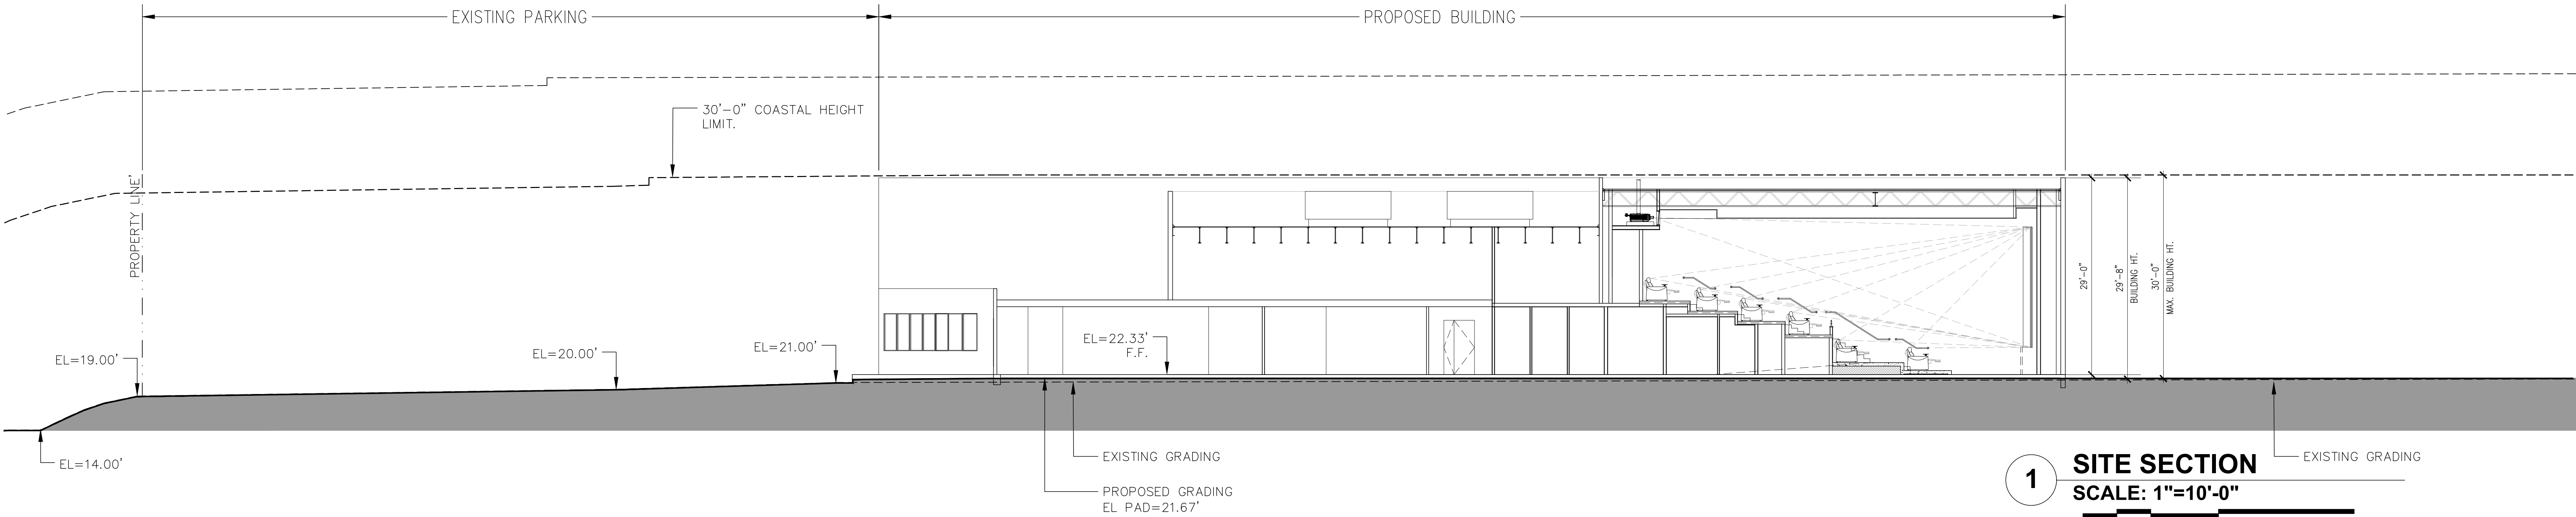 EXISTING PARKING
PROPOSED BUILDING
30'-0" COASTAL HEIGHT
LIMIT.
PROPERTY LINE'
29'-0"
29'-8"
BUILDING HT.
30'-0"
MAX. BUILDING HT.
EL=19.00'
EL=20.00'
EL=21.00'
EL=22.33'
F.F.
EL=14.00'
EXISTING GRADING
PROPOSED GRADING
EL PAD=21.67'
EXISTING GRADING
1
SITE SECTION
SCALE: 1"=10'-0"